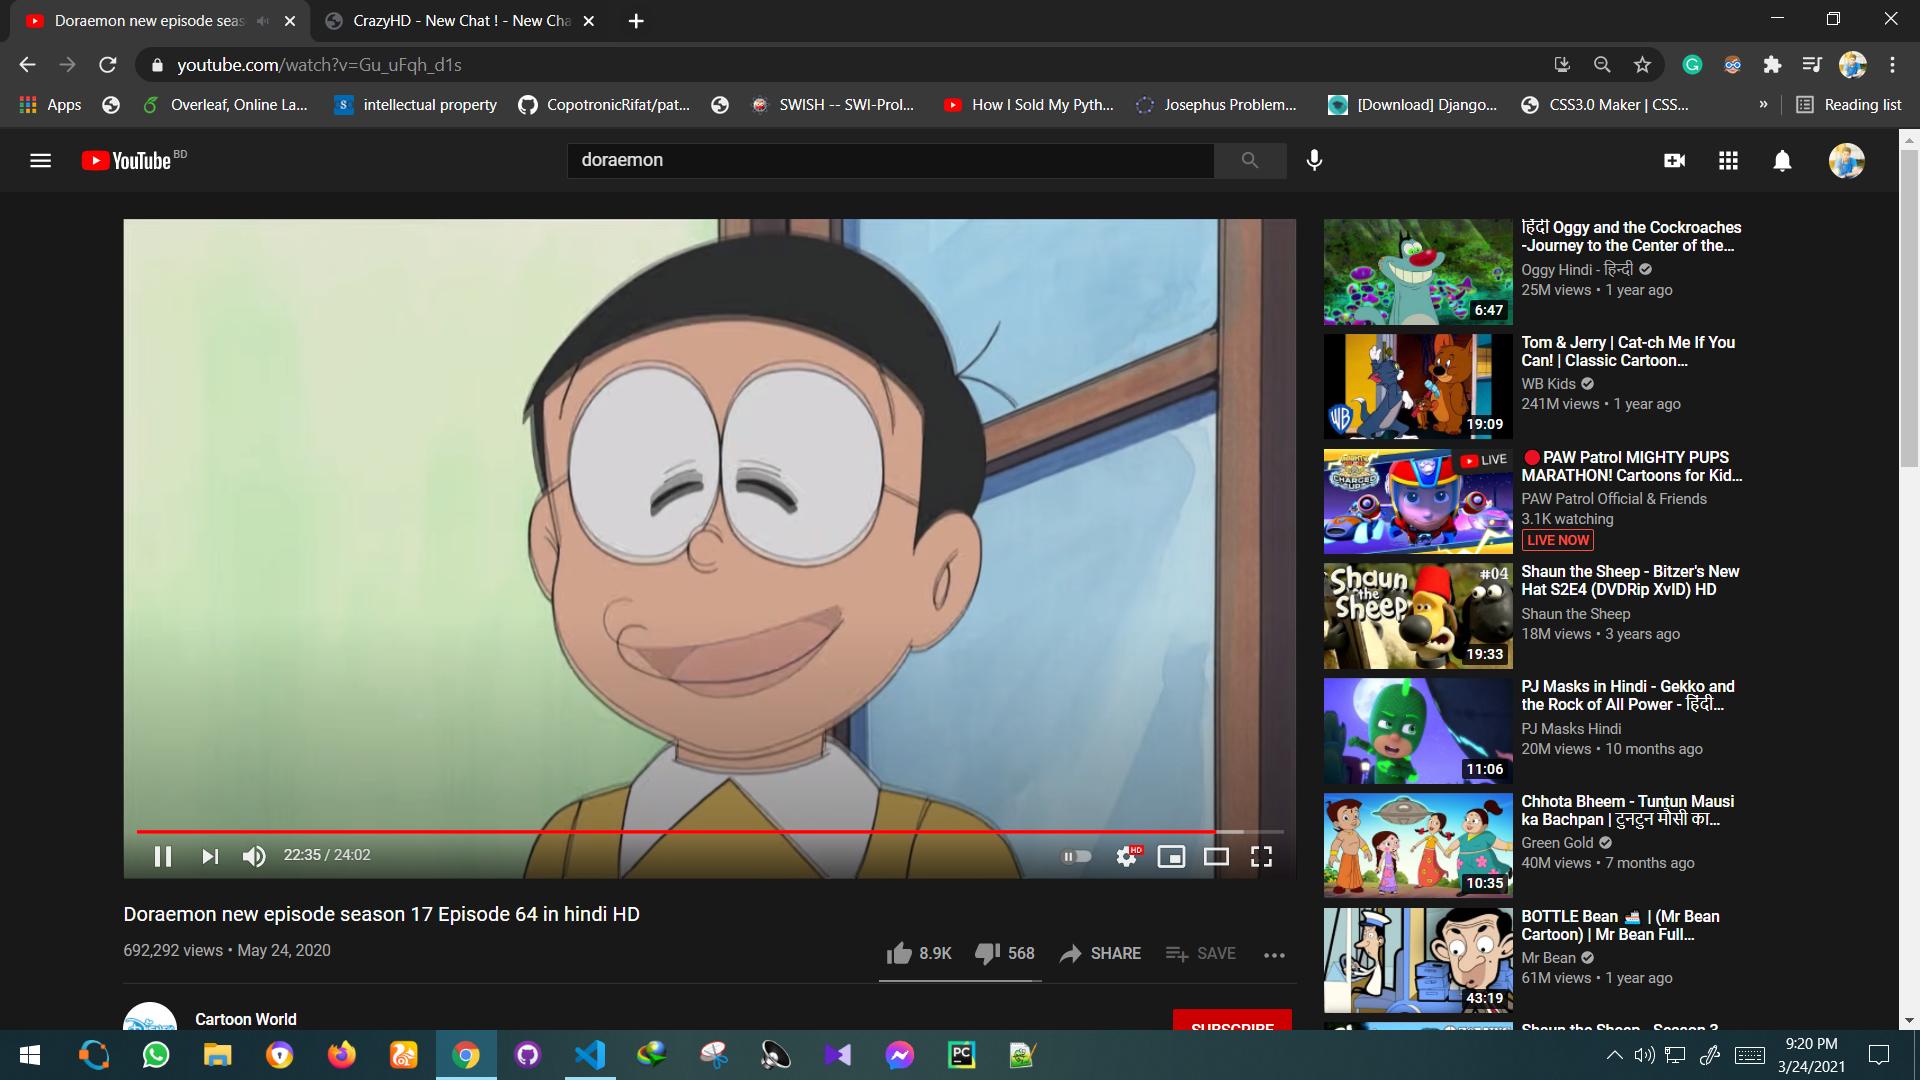 Doraemon new episode seas
CrazyHD - New Chat ! - New Cha
youtube.com/watch?v=Gu_uFqh_d1s
Apps
Overleaf, Online La...
intellectual property
CopotronicRifat/pat...
SWISH -- SWI-Prol...
How I Sold My Pyth...
Josephus Problem...
[Download] Django...
CSS3.0 Maker | CSS...
»
Reading list
YouTube BD
doraemon
हिंदी Oggy and the Cockroaches
-Journey to the Center of the...
Oggy Hindi - हिन्दी
25M views • 1 year ago
6:47
Tom & Jerry | Cat-ch Me If You
Can! | Classic Cartoon...
WB Kids
241M views • 1 year ago
WB
19:09
PAW Patrol MIGHTY PUPS
MARATHON! Cartoons for Kid...
PAW Patrol Official & Friends
3.1K watching
LIVE NOW
LIVE
CHARGED UP
Shaun the Sheep - Bitzer's New
Hat S2E4 (DVDRip XvID) HD
Shaun the Sheep
18M views • 3 years ago
Shaun
the
Sheep
#04
19:33
PJ Masks in Hindi - Gekko and
the Rock of All Power - हिंदी...
PJ Masks Hindi
20M views • 10 months ago
11:06
Chhota Bheem - Tuntun Mausi
ka Bachpan | टुनटुन मौसी का...
Green Gold
40M views • 7 months ago
10:35
BOTTLE Bean 🚢 | (Mr Bean
Cartoon) | Mr Bean Full...
Mr Bean
61M views • 1 year ago
43:19
Shaun the Sheep - Season 3
22:35 / 24:02
HD
Doraemon new episode season 17 Episode 64 in hindi HD
692,292 views • May 24, 2020
8.9K
568
SHARE
SAVE
Cartoon World
SUBSCRIBE
PC
9:20 PM
3/24/2021